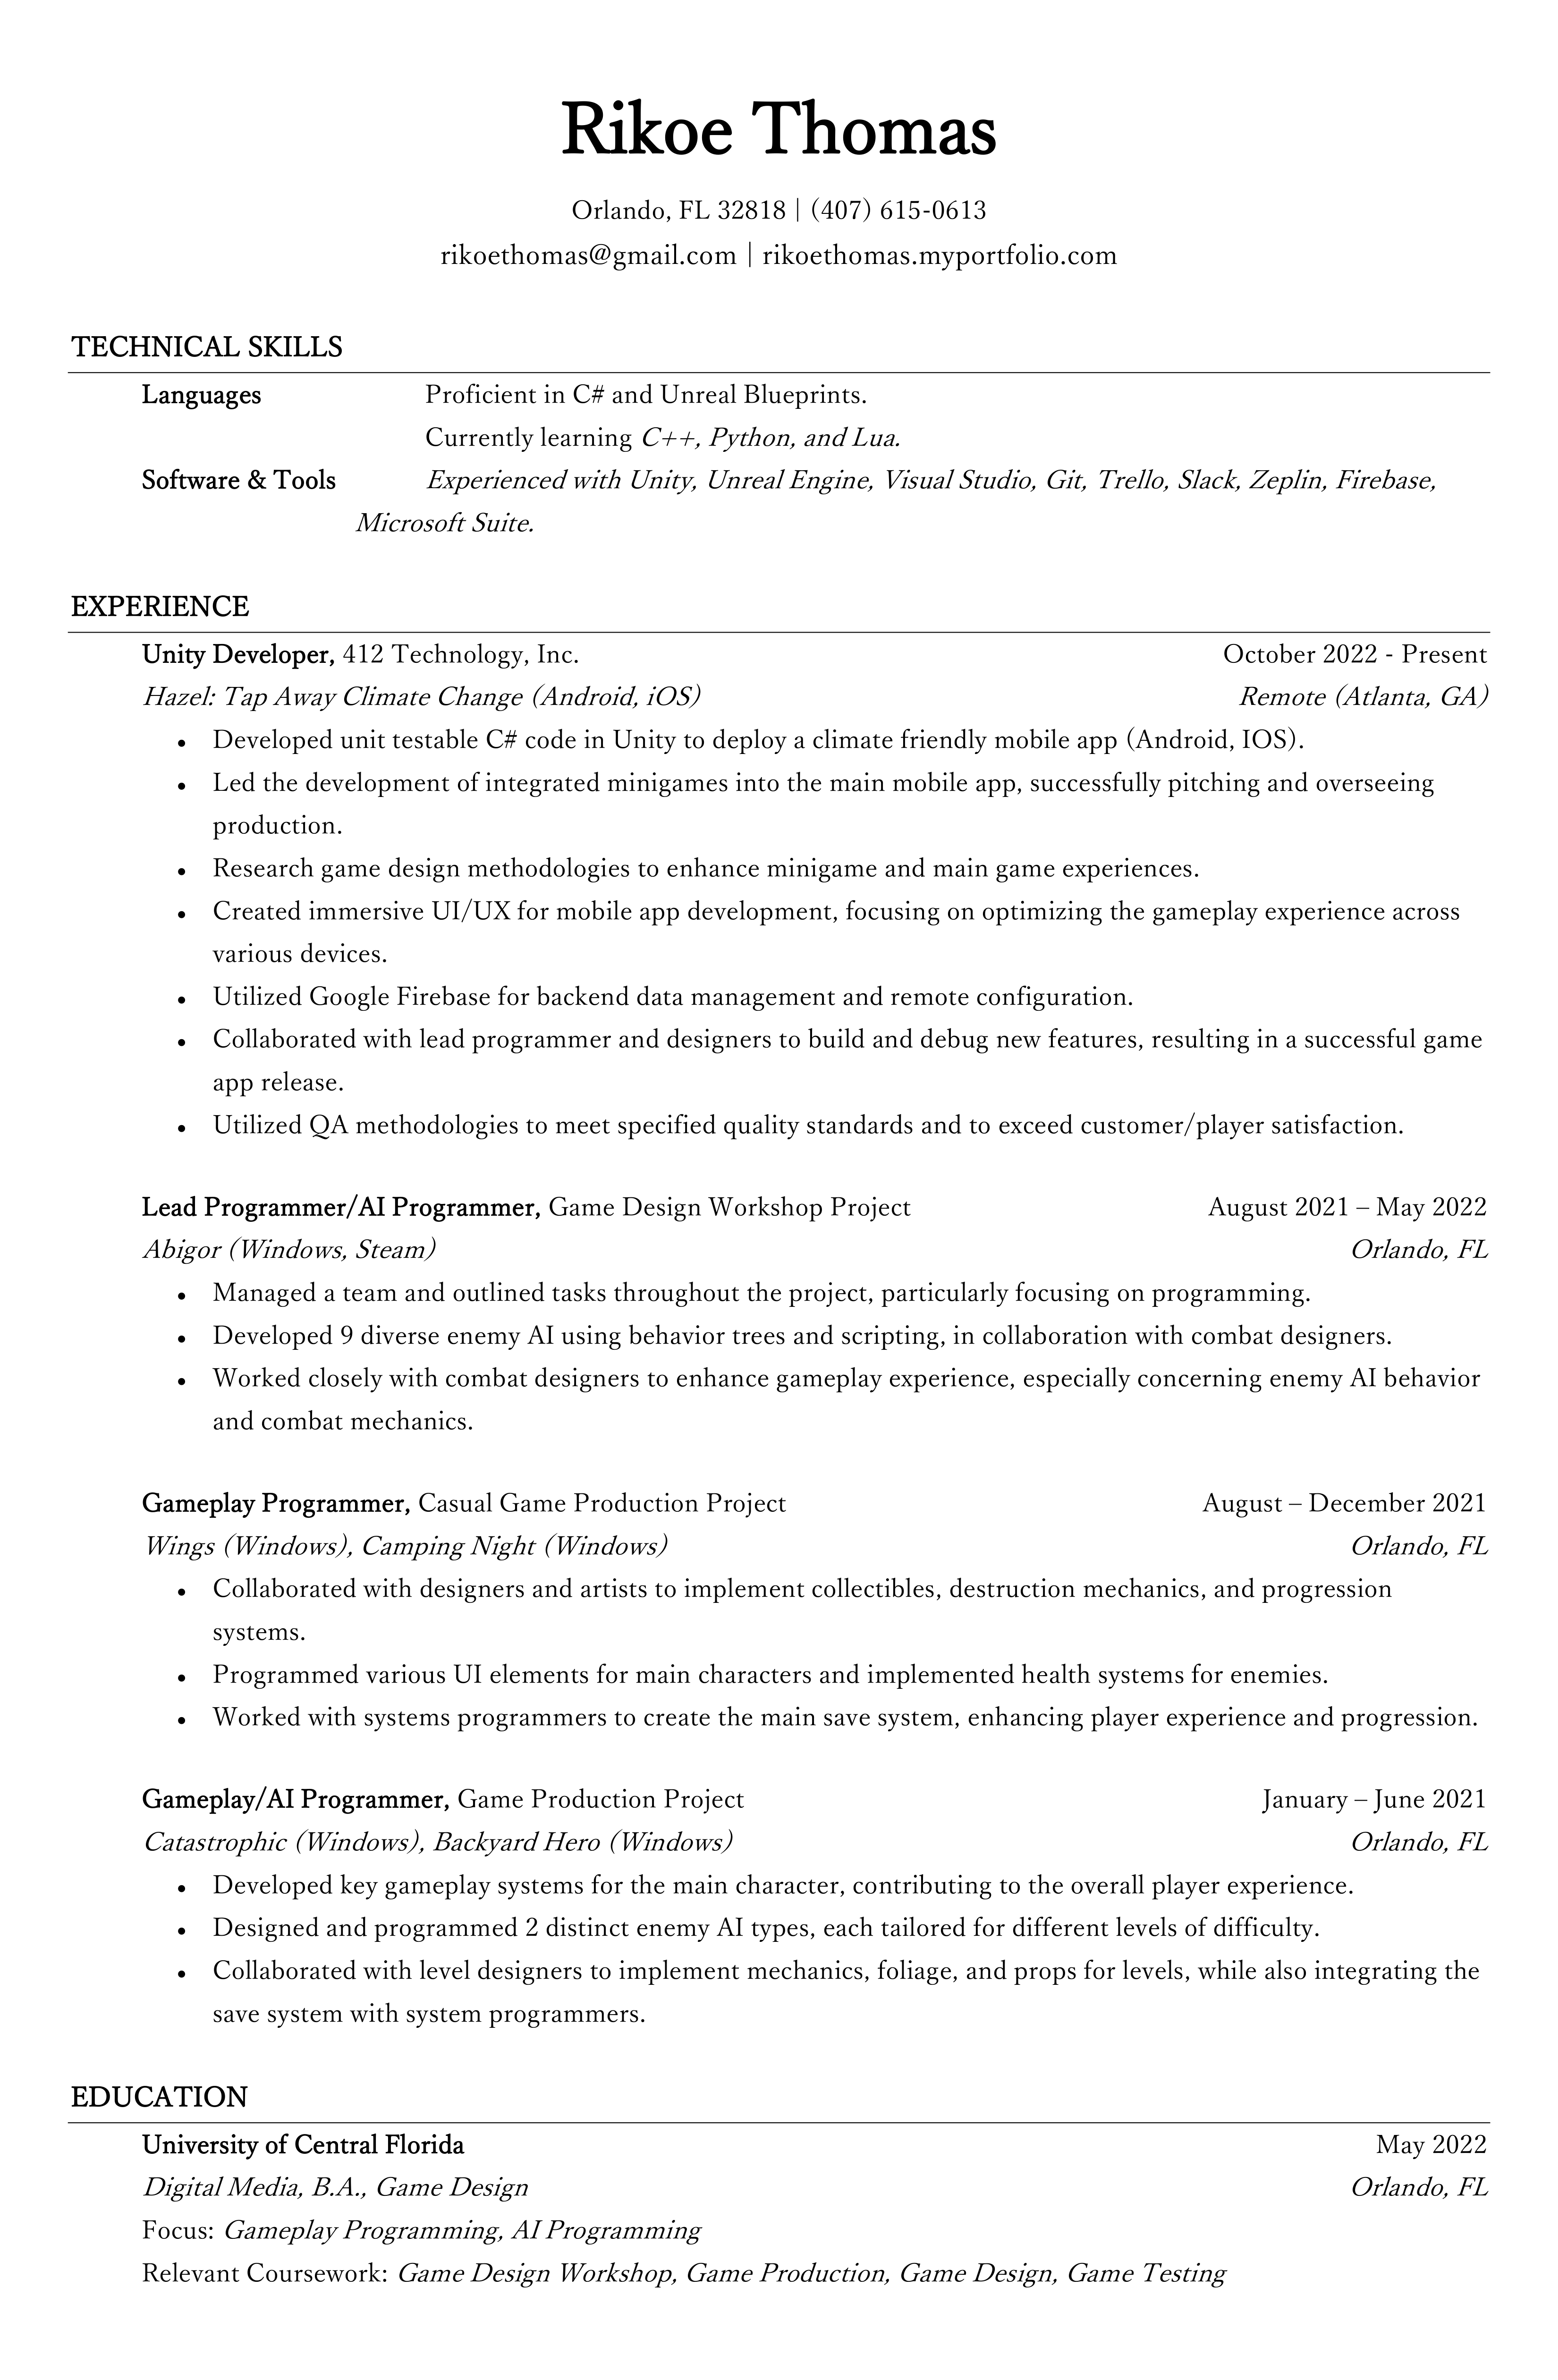 Rikoe Thomas
Orlando, FL 32818 | (407) 615-0613
rikoethomas@gmail.com | rikoethomas.myportfolio.com
TECHNICAL SKILLS
Languages Proficient in C# and Unreal Blueprints.
Currently learning C++, Python, and Lua.
Software & Tools Experienced with Unity, Unreal Engine, Visual Studio, Git, Trello, Slack, Zeplin, Firebase,
Microsoft Suite.
EXPERIENCE
Unity Developer, 412 Technology, Inc. October 2022 - Present
Hazel: Tap Away Climate Change (Android, iOS) Remote (Atlanta, GA)
• Developed unit testable C# code in Unity to deploy a climate friendly mobile app (Android, IOS).
• Led the development of integrated minigames into the main mobile app, successfully pitching and overseeing
production.
• Research game design methodologies to enhance minigame and main game experiences.
• Created immersive UI/UX for mobile app development, focusing on optimizing the gameplay experience across
various devices.
• Utilized Google Firebase for backend data management and remote configuration.
• Collaborated with lead programmer and designers to build and debug new features, resulting in a successful game
app release.
• Utilized QA methodologies to meet specified quality standards and to exceed customer/player satisfaction.
Lead Programmer/AI Programmer, Game Design Workshop Project August 2021 – May 2022
Abigor (Windows, Steam) Orlando, FL
• Managed a team and outlined tasks throughout the project, particularly focusing on programming.
• Developed 9 diverse enemy AI using behavior trees and scripting, in collaboration with combat designers.
• Worked closely with combat designers to enhance gameplay experience, especially concerning enemy AI behavior
and combat mechanics.
Gameplay Programmer, Casual Game Production Project August – December 2021
Wings (Windows), Camping Night (Windows) Orlando, FL
• Collaborated with designers and artists to implement collectibles, destruction mechanics, and progression
systems.
• Programmed various UI elements for main characters and implemented health systems for enemies.
• Worked with systems programmers to create the main save system, enhancing player experience and progression.
Gameplay/AI Programmer, Game Production Project January – June 2021
Catastrophic (Windows), Backyard Hero (Windows) Orlando, FL
• Developed key gameplay systems for the main character, contributing to the overall player experience.
• Designed and programmed 2 distinct enemy AI types, each tailored for different levels of difficulty.
• Collaborated with level designers to implement mechanics, foliage, and props for levels, while also integrating the
save system with system programmers.
EDUCATION
University of Central Florida May 2022
Digital Media, B.A., Game Design Orlando, FL
Focus: Gameplay Programming, AI Programming
Relevant Coursework: Game Design Workshop, Game Production, Game Design, Game Testing